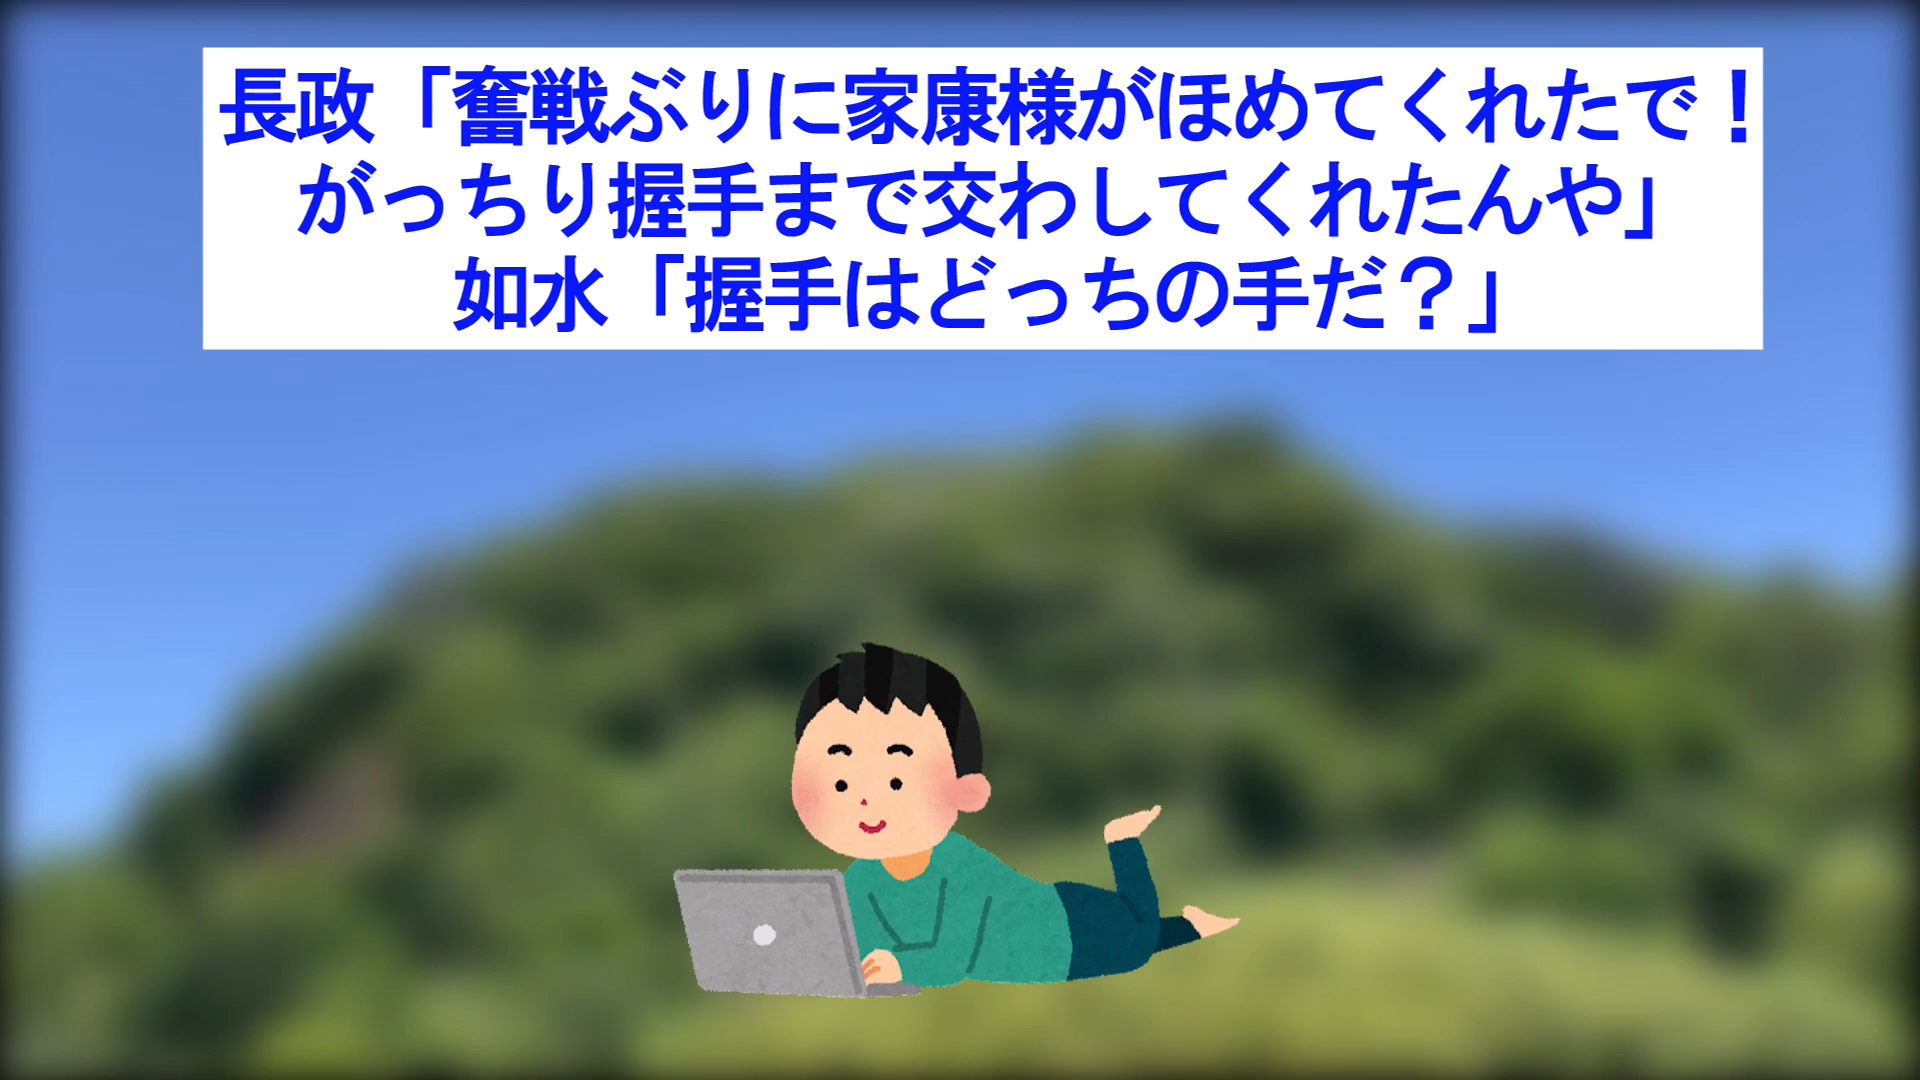 長政「奮戦ぶりに家康様がほめてくれたで！
がっちり握手まで交わしてくれたんや」
如水「握手はどっちの手だ？」